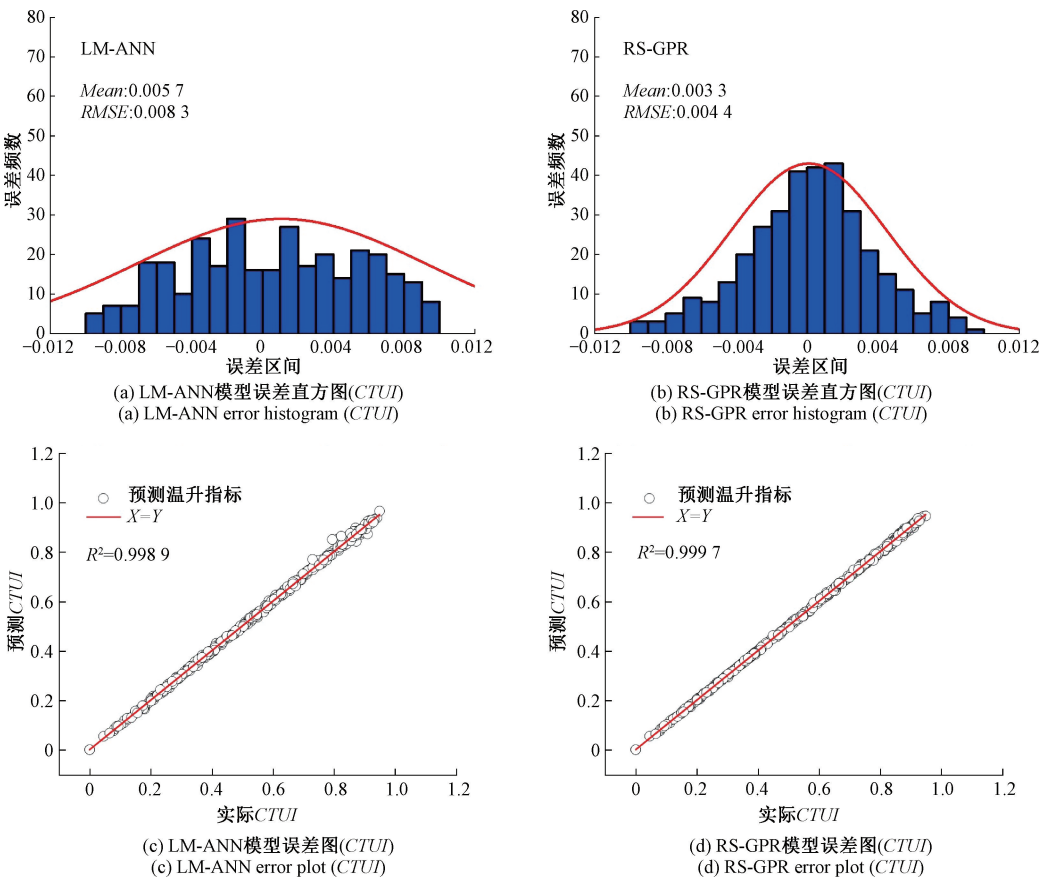 80
70
60
50
40
30
20
10
0
误差频数
LM-ANN
Mean:0.005 7
RMSE:0.008 3
−0.012 −0.008 −0.004 0 0.004 0.008 0.012
误差区间
(a) LM-ANN模型误差直方图(CTUI)
(a) LM-ANN error histogram (CTUI)
80
70
60
50
40
30
20
10
0
误差频数
RS-GPR
Mean:0.003 3
RMSE:0.004 4
−0.012 −0.008 −0.004 0 0.004 0.008 0.012
误差区间
(b) RS-GPR模型误差直方图(CTUI)
(b) RS-GPR error histogram (CTUI)
1.2
1.0
0.8
0.6
0.4
0.2
0
预测CTUI
预测温升指标
X=Y
R²=0.998 9
0 0.2 0.4 0.6 0.8 1.0 1.2
实际CTUI
(c) LM-ANN模型误差图(CTUI)
(c) LM-ANN error plot (CTUI)
1.2
1.0
0.8
0.6
0.4
0.2
0
预测CTUI
预测温升指标
X=Y
R²=0.999 7
0 0.2 0.4 0.6 0.8 1.0 1.2
实际CTUI
(d) RS-GPR模型误差图(CTUI)
(d) RS-GPR error plot (CTUI)